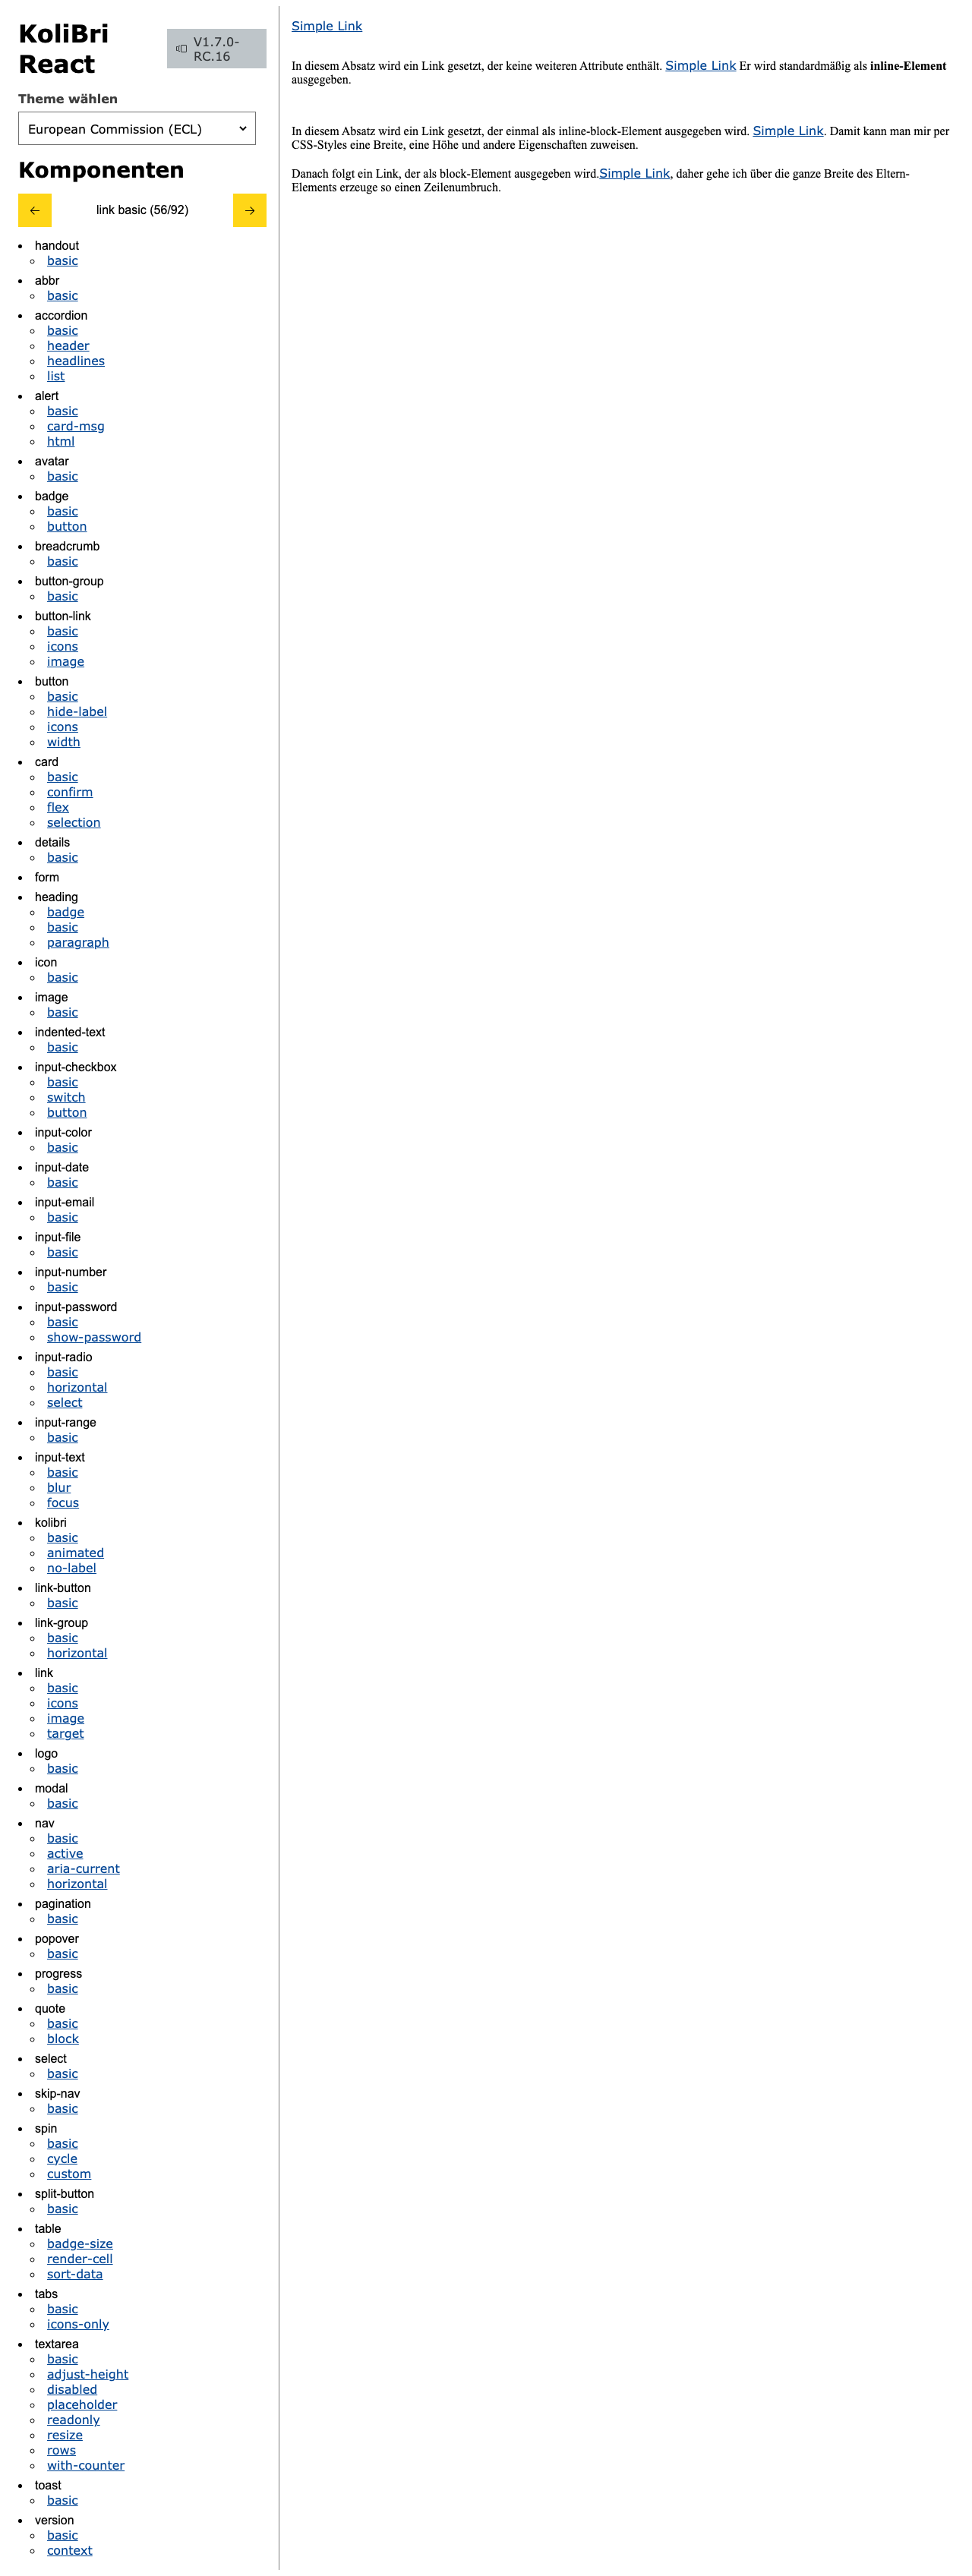 KoliBri
React
V1.7.0-
RC.16
Theme wählen
European Commission (ECL)
Komponenten
link basic (56/92)
handout
basic
abbr
basic
accordion
basic
header
headlines
list
alert
basic
card-msg
html
avatar
basic
badge
basic
button
breadcrumb
basic
button-group
basic
button-link
basic
icons
image
button
basic
hide-label
icons
width
card
basic
confirm
flex
selection
details
basic
form
heading
badge
basic
paragraph
icon
basic
image
basic
indented-text
basic
input-checkbox
basic
switch
button
input-color
basic
input-date
basic
input-email
basic
input-file
basic
input-number
basic
input-password
basic
show-password
input-radio
basic
horizontal
select
input-range
basic
input-text
basic
blur
focus
kolibri
basic
animated
no-label
link-button
basic
link-group
basic
horizontal
link
basic
icons
image
target
logo
basic
modal
basic
nav
basic
active
aria-current
horizontal
pagination
basic
popover
basic
progress
basic
quote
basic
block
select
basic
skip-nav
basic
spin
basic
cycle
custom
split-button
basic
table
badge-size
render-cell
sort-data
tabs
basic
icons-only
textarea
basic
adjust-height
disabled
placeholder
readonly
resize
rows
with-counter
toast
basic
version
basic
context
Simple Link
In diesem Absatz wird ein Link gesetzt, der keine weiteren Attribute enthält. Simple Link Er wird standardmäßig als inline-Element
ausgegeben.
In diesem Absatz wird ein Link gesetzt, der einmal als inline-block-Element ausgegeben wird. Simple Link. Damit kann man mir per
CSS-Styles eine Breite, eine Höhe und andere Eigenschaften zuweisen.
Danach folgt ein Link, der als block-Element ausgegeben wird.Simple Link, daher gehe ich über die ganze Breite des Eltern-
Elements erzeuge so einen Zeilenumbruch.